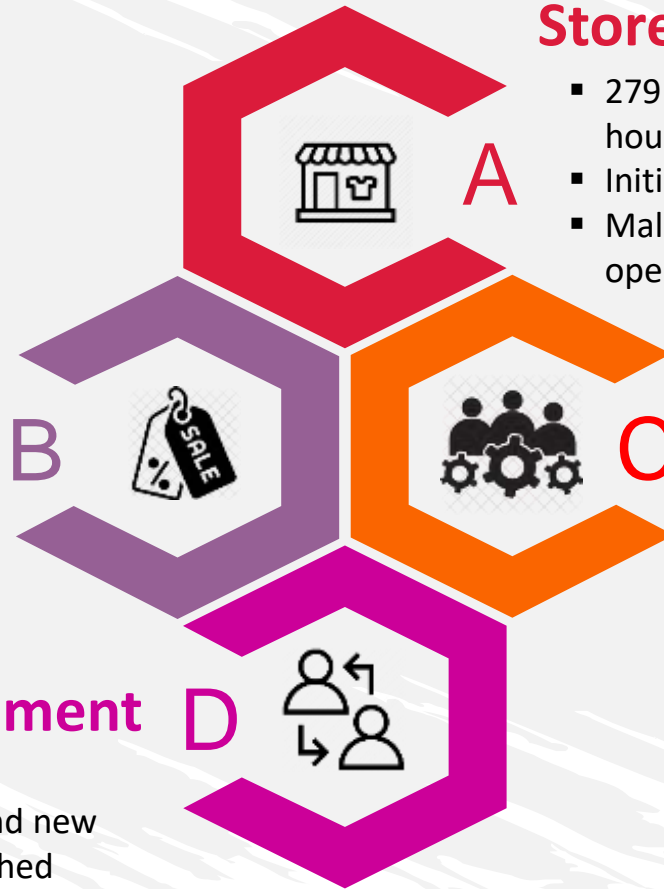 Store
▪ 279
hou
▪ Initi
▪ Mal
ope
A
B
SALE
%
C
ment
D
nd new
hed